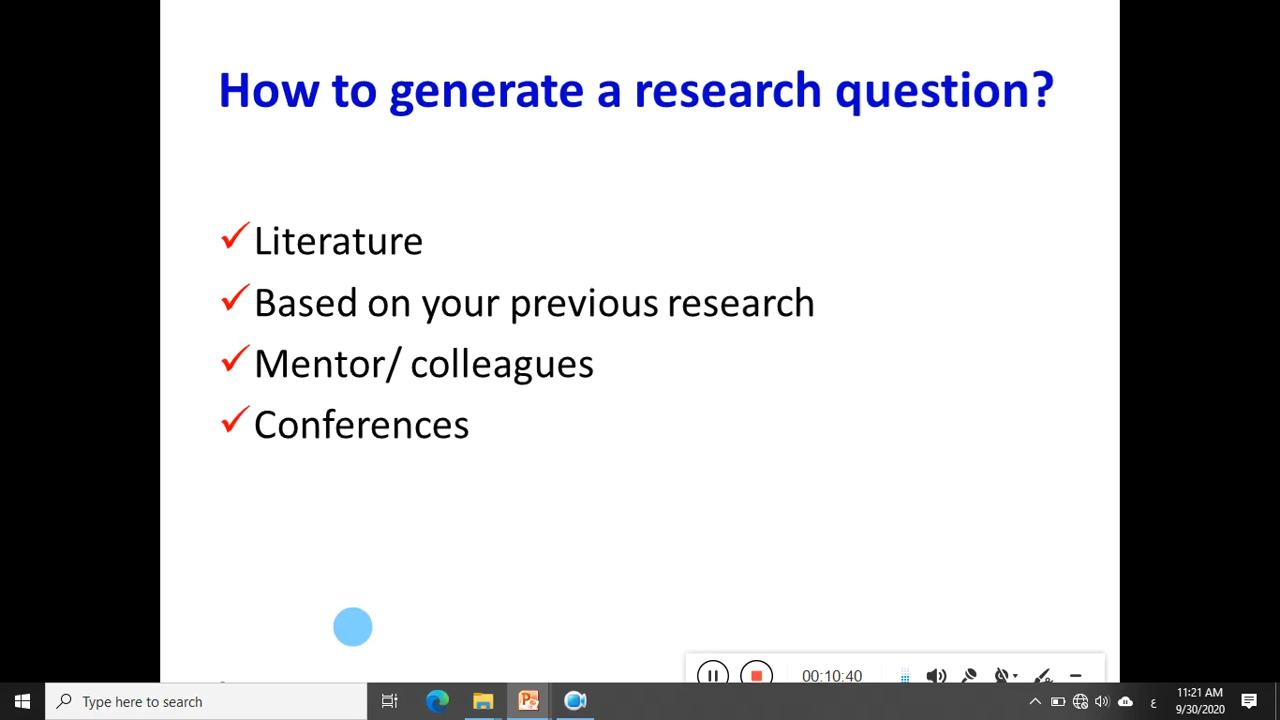 How to generate a research question?
✓Literature
✓Based on your previous research
✓Mentor/ colleagues
✓Conferences
00:10:40
Type here to search
ع
11:21 AM
9/30/2020